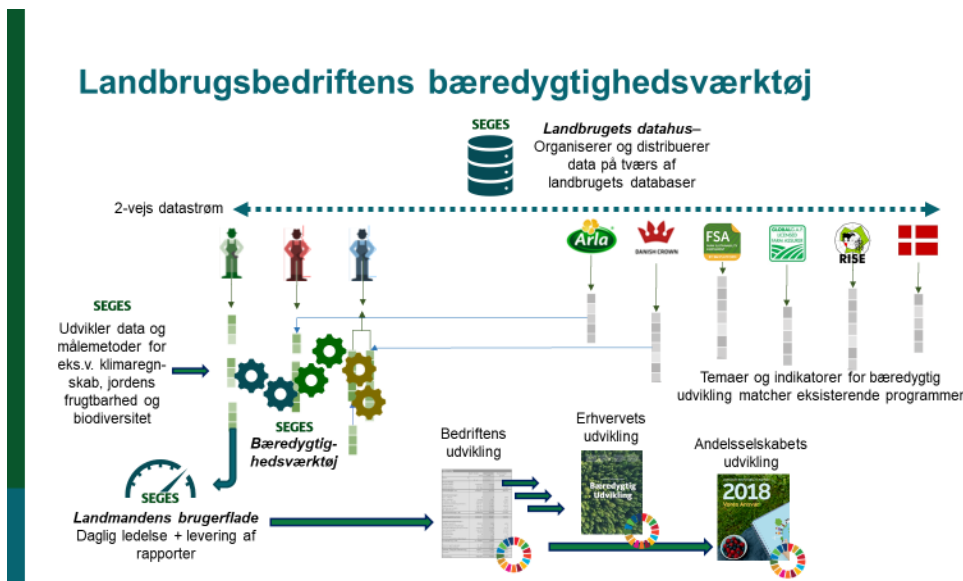 Landbrugsbedriftens bæredygtighedsværktøj
SEGES
Landbrugets datahus–
Organiserer og distribuerer
data på tværs af
landbrugets databaser
2-vejs datastrøm
Arla
DANISH CROWN
FSA
GLOBALG.A.P.
RISE
SEGES
Udvikler data og
målemetoder for
eks.v. klimaregn-
skab, jordens
frugtbarhed og
biodiversitet
Temaer og indikatorer for bæredygtig
udvikling matcher eksisterende programmer
SEGES
Bæredygtig-
hedsværktøj
Bedriftens
udvikling
Erhvervets
udvikling
Andelsselskabets
udvikling
Bæredygtig
Udvikling
2018
Vores Ansvar
SEGES
Landmandens brugerflade
Daglig ledelse + levering af
rapporter